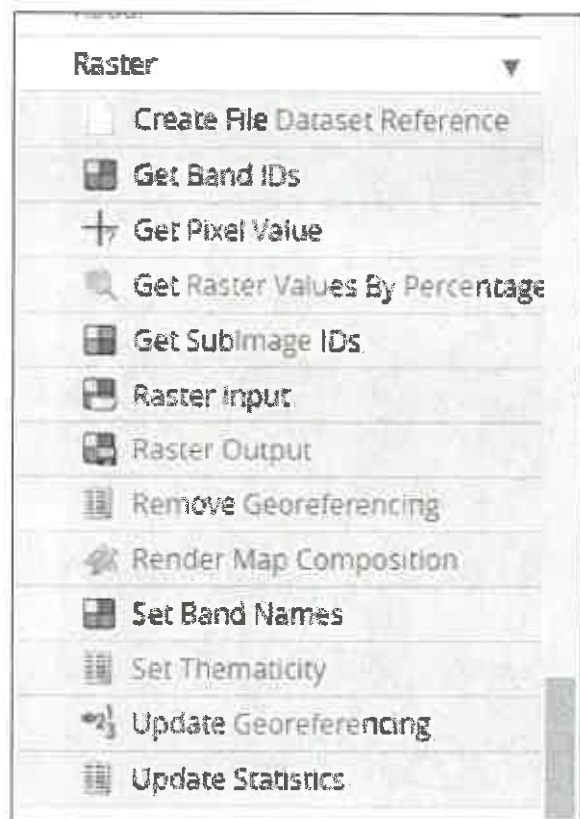 Raster
Create File Dataset Reference
Get Band IDs
Get Pixel Value
Get Raster Values By Percentage
Get SubImage IDs
Raster Input
Raster Output
Remove Georeferencing
Render Map Composition
Set Band Names
Set Thematicity
Update Georeferencing
Update Statistics